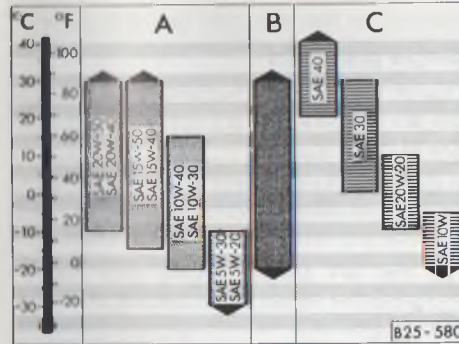 °C °F A B C
40 100
30 80
20 60
10 40
0 20
-10 0
-20 -20
-30
SAE 20W-50
SAE 20W-40
SAE 15W-50
SAE 15W-40
SAE 10W-40
SAE 10W-30
SAE 5W-30
SAE 5W-20
SAE 40
SAE 30
SAE20W-20
SAE 10W
B25-580